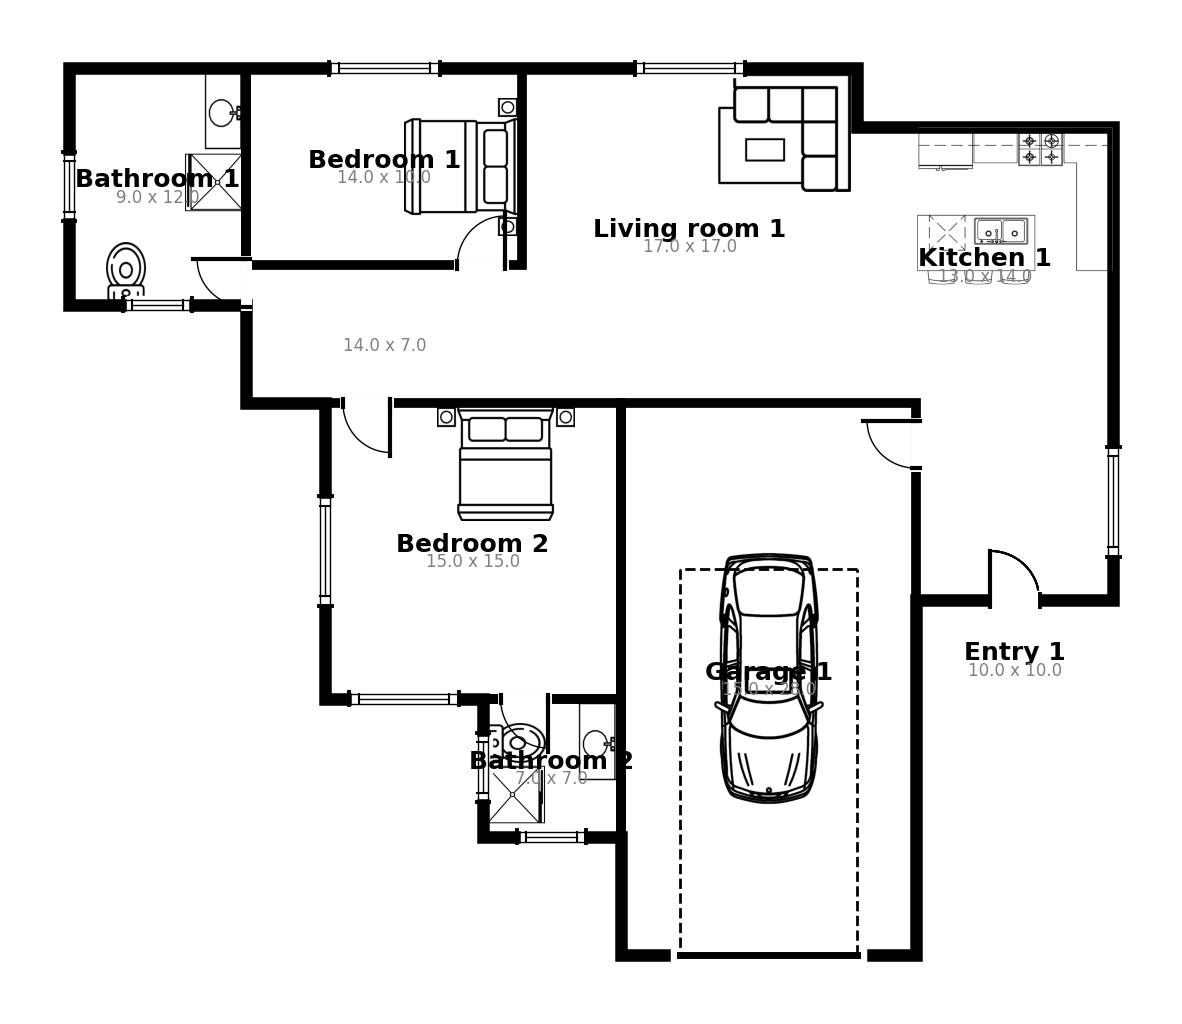 Bedroom 1
14.0 x 10.0
Bathroom 1
9.0 x 12.0
Living room 1
17.0 x 17.0
Kitchen 1
13.0 x 14.0
14.0 x 7.0
Bedroom 2
15.0 x 15.0
Entry 1
10.0 x 10.0
Garage 1
Bathroom 2
7.0 x 7.0